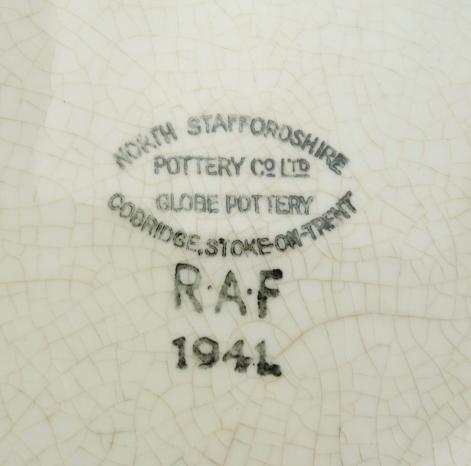 NORTH STAFFORDSHIRE
POTTERY Co LTD
GLOBE POTTERY
COBRIDGE, STOKE-ON-TRENT
R.A.F
1941